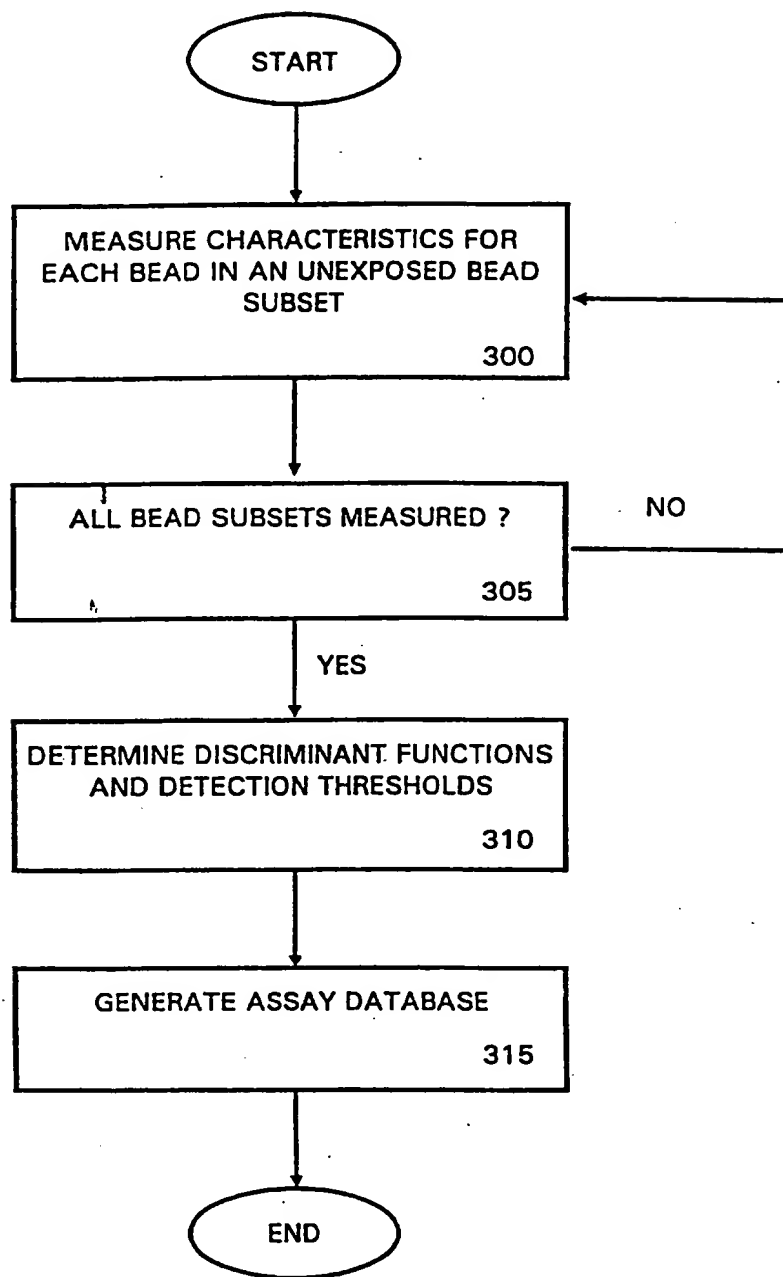 START
MEASURE CHARACTERISTICS FOR
EACH BEAD IN AN UNEXPOSED BEAD
SUBSET
300
ALL BEAD SUBSETS MEASURED ?
305
NO
YES
DETERMINE DISCRIMINANT FUNCTIONS
AND DETECTION THRESHOLDS
310
GENERATE ASSAY DATABASE
315
END